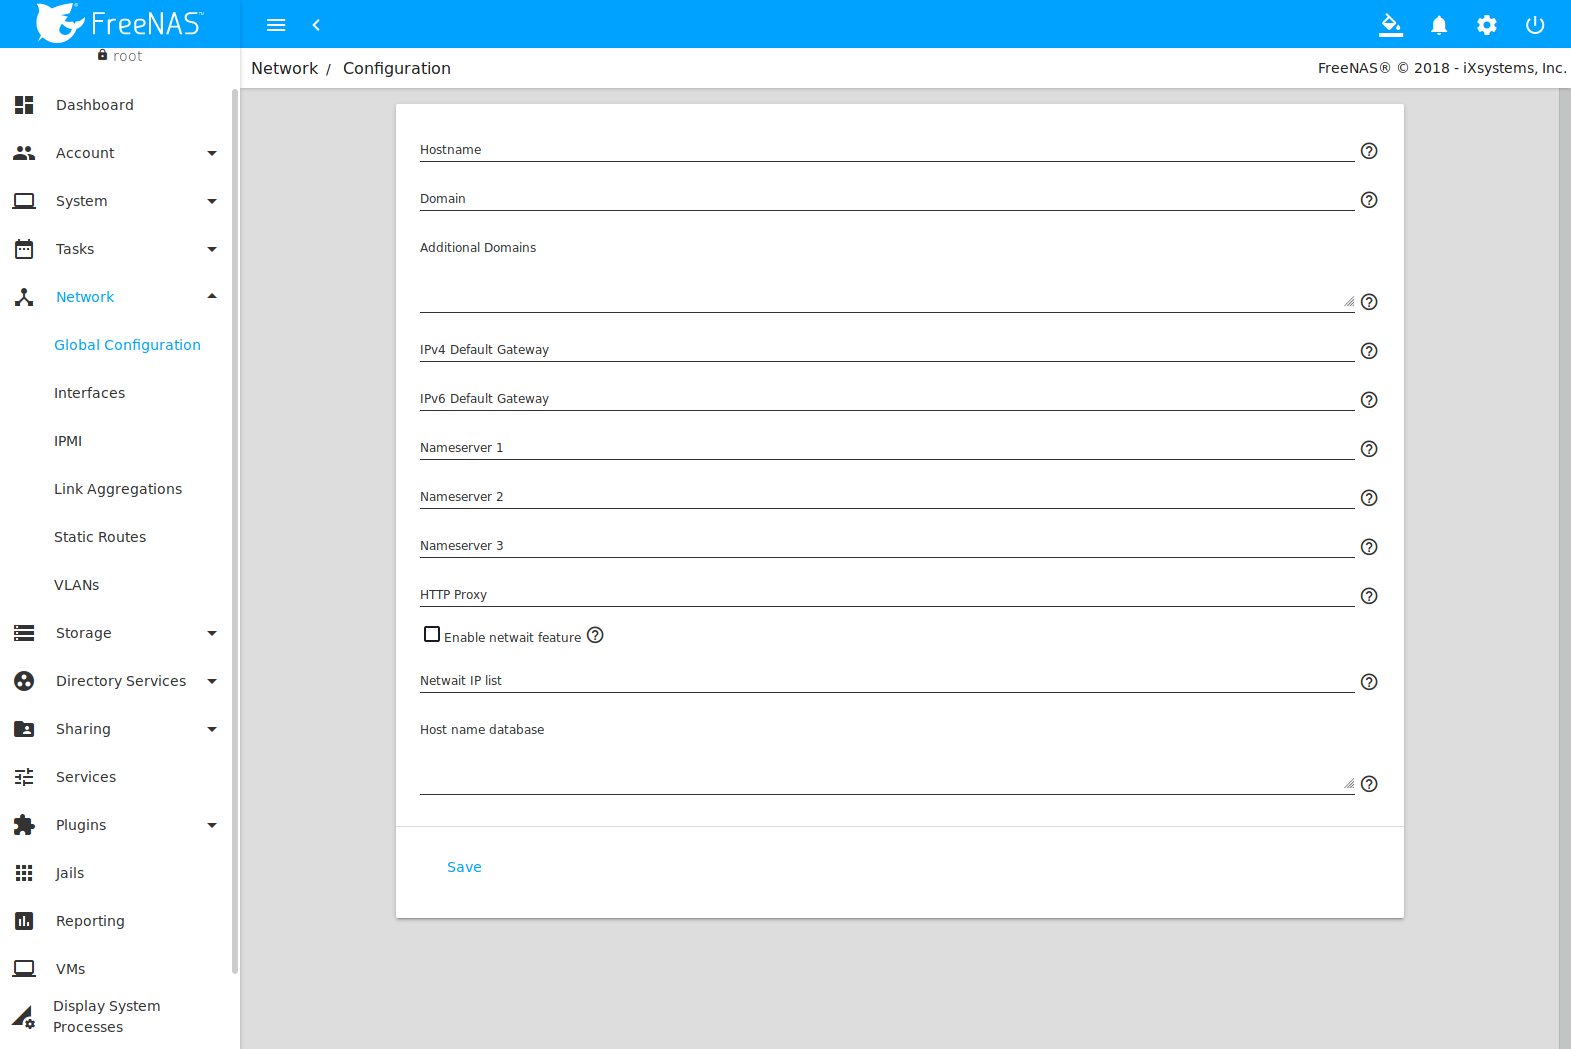 FreeNAS™
root
Network / Configuration
FreeNAS® © 2018 - iXsystems, Inc.
Dashboard
Account
System
Tasks
Network
Global Configuration
Interfaces
IPMI
Link Aggregations
Static Routes
VLANs
Storage
Directory Services
Sharing
Services
Plugins
Jails
Reporting
VMs
Display System
Processes
Hostname
Domain
Additional Domains
IPv4 Default Gateway
IPv6 Default Gateway
Nameserver 1
Nameserver 2
Nameserver 3
HTTP Proxy
Enable netwait feature
Netwait IP list
Host name database
Save